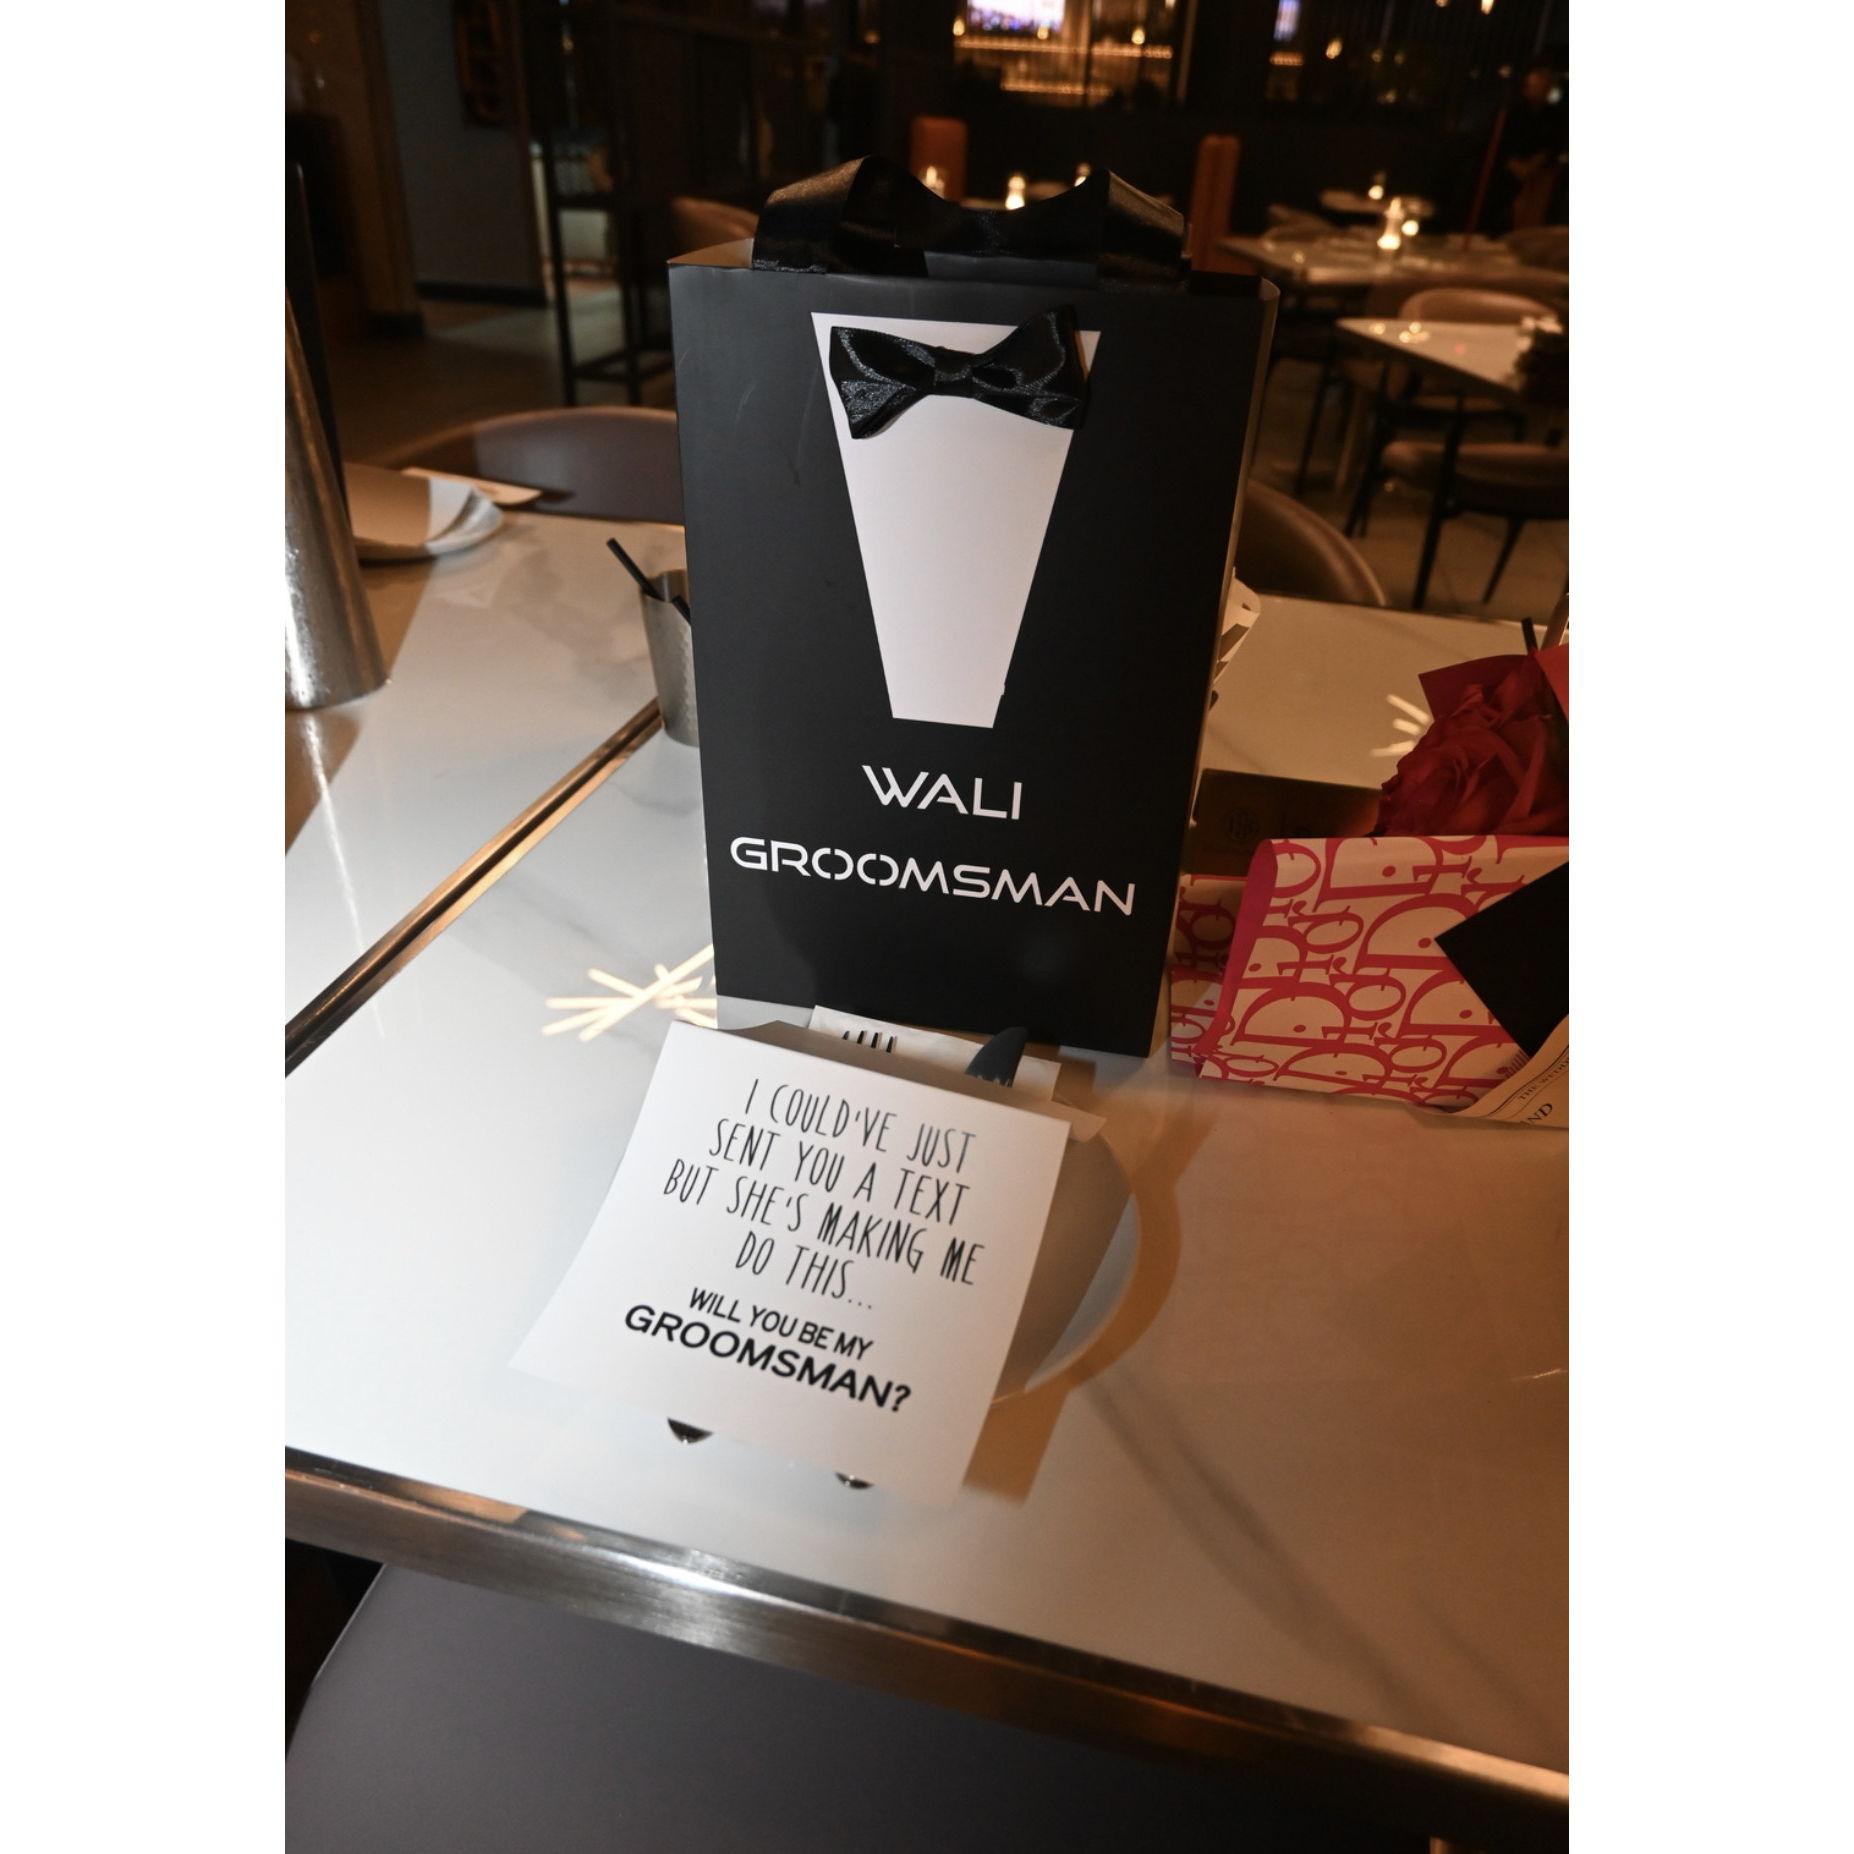 WALI
GROOMSMAN
I COULD'VE JUST
SENT YOU A TEXT
BUT SHE'S MAKING ME
DO THIS...
WILL YOU BE MY
GROOMSMAN?
Dior